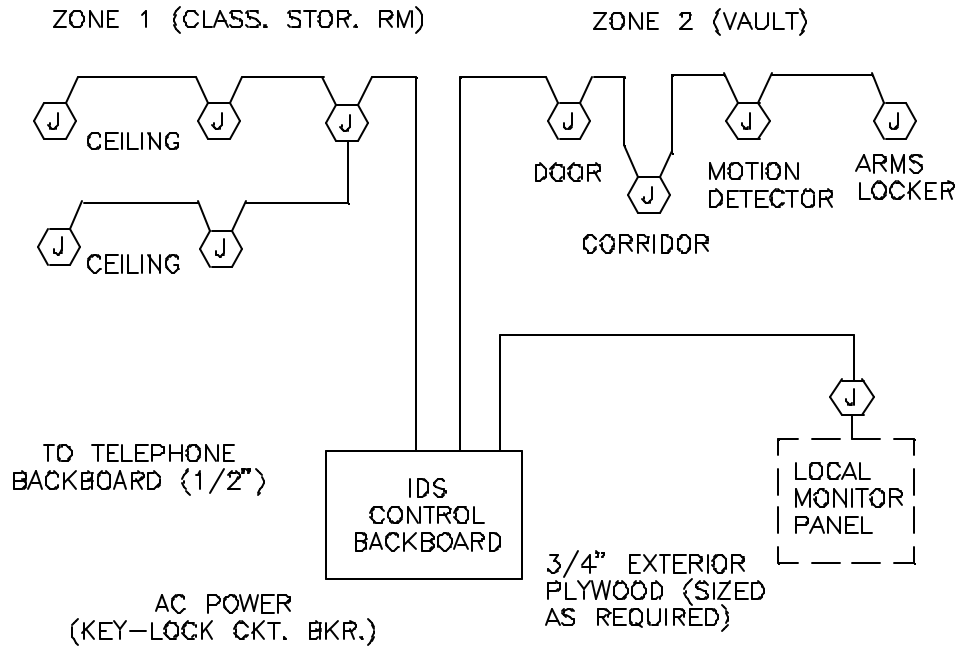 ZONE 1 (CLASS. STOR. RM)
ZONE 2 (VAULT)
J
J
J
CEILING
J
J
CEILING
J
DOOR
J
CORRIDOR
J
MOTION
DETECTOR
J
ARMS
LOCKER
J
LOCAL
MONITOR
PANEL
TO TELEPHONE
BACKBOARD (1/2")
IDS
CONTROL
BACKBOARD
3/4" EXTERIOR
PLYWOOD (SIZED
AS REQUIRED)
AC POWER
(KEY-LOCK CKT. BKR.)